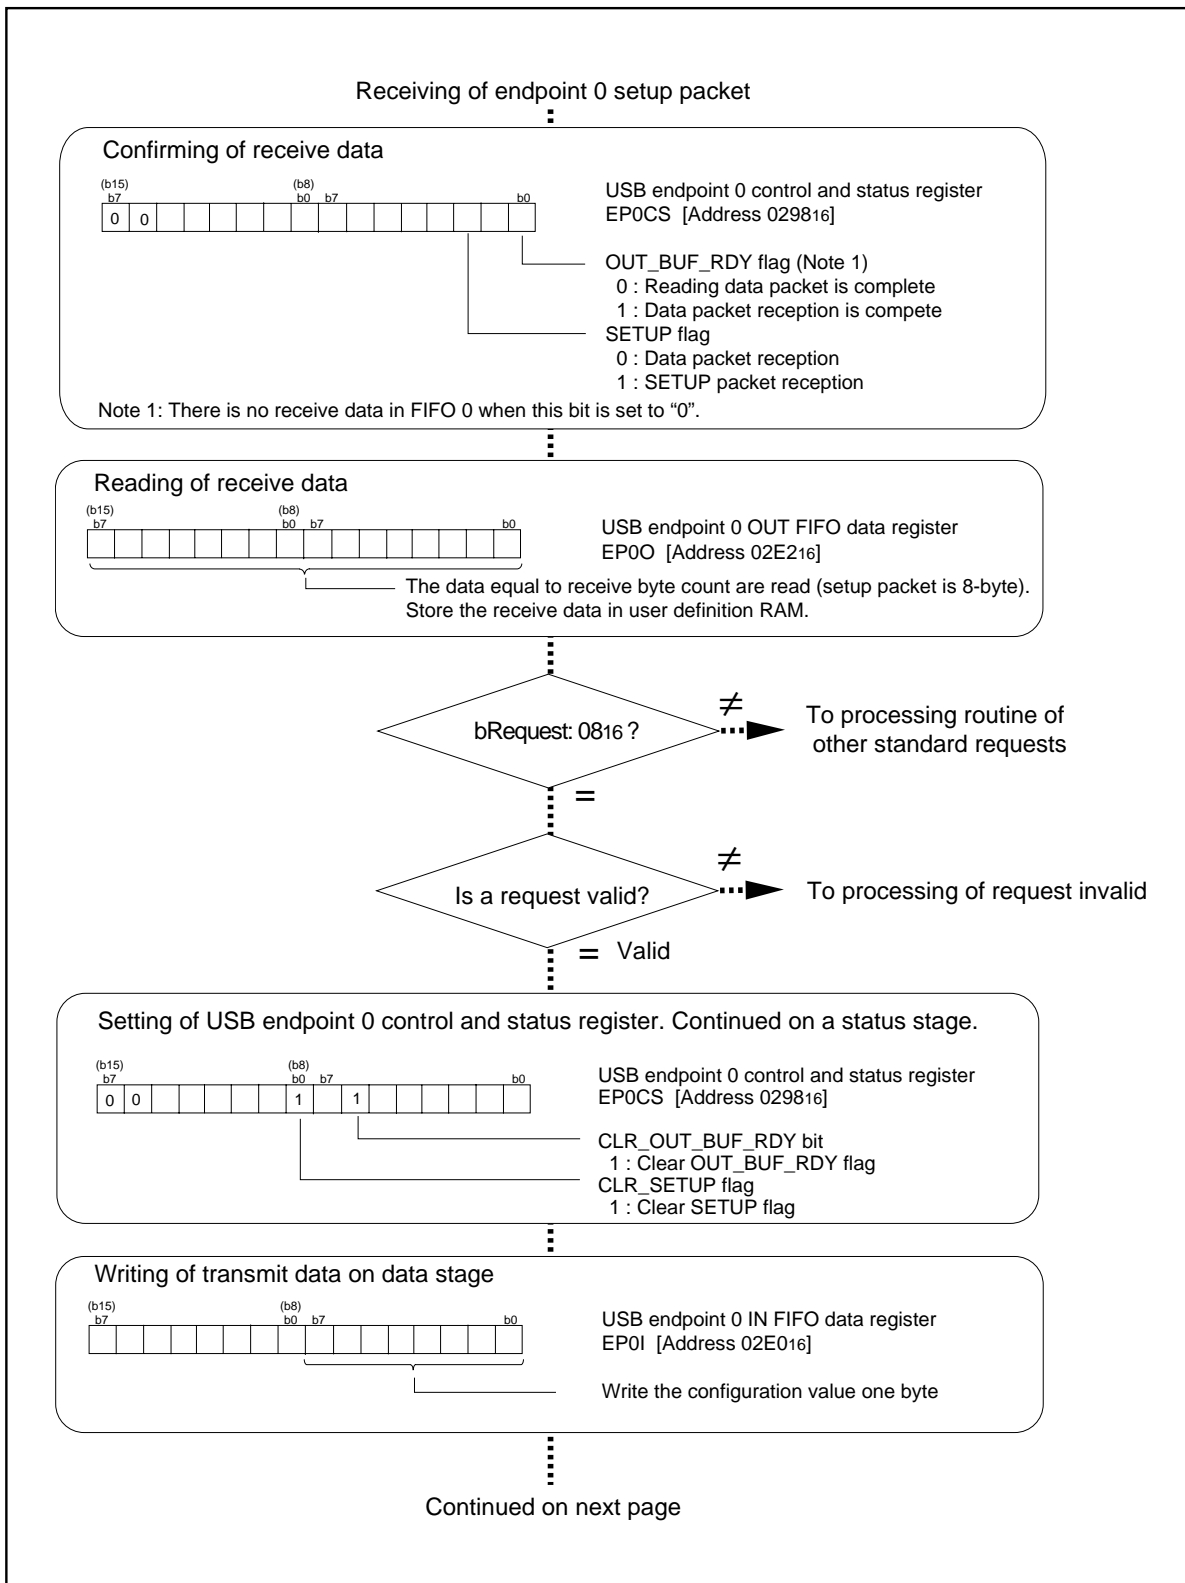 Receiving of endpoint 0 setup packet
Confirming of receive data
(b15) (b8)
b7 b0 b7 b0
0 0
USB endpoint 0 control and status register
EP0CS [Address 029816]
OUT_BUF_RDY flag (Note 1)
0 : Reading data packet is complete
1 : Data packet reception is compete
SETUP flag
0 : Data packet reception
1 : SETUP packet reception
Note 1: There is no receive data in FIFO 0 when this bit is set to “0”.
Reading of receive data
(b15) (b8)
b7 b0 b7 b0
USB endpoint 0 OUT FIFO data register
EP0O [Address 02E216]
The data equal to receive byte count are read (setup packet is 8-byte).
Store the receive data in user definition RAM.
bRequest: 0816 ?
≠
To processing routine of
other standard requests
=
Is a request valid?
≠
To processing of request invalid
= Valid
Setting of USB endpoint 0 control and status register. Continued on a status stage.
(b15) (b8)
b7 b0 b7 b0
0 0 1 1
USB endpoint 0 control and status register
EP0CS [Address 029816]
CLR_OUT_BUF_RDY bit
1 : Clear OUT_BUF_RDY flag
CLR_SETUP flag
1 : Clear SETUP flag
Writing of transmit data on data stage
(b15) (b8)
b7 b0 b7 b0
USB endpoint 0 IN FIFO data register
EP0I [Address 02E016]
Write the configuration value one byte
Continued on next page